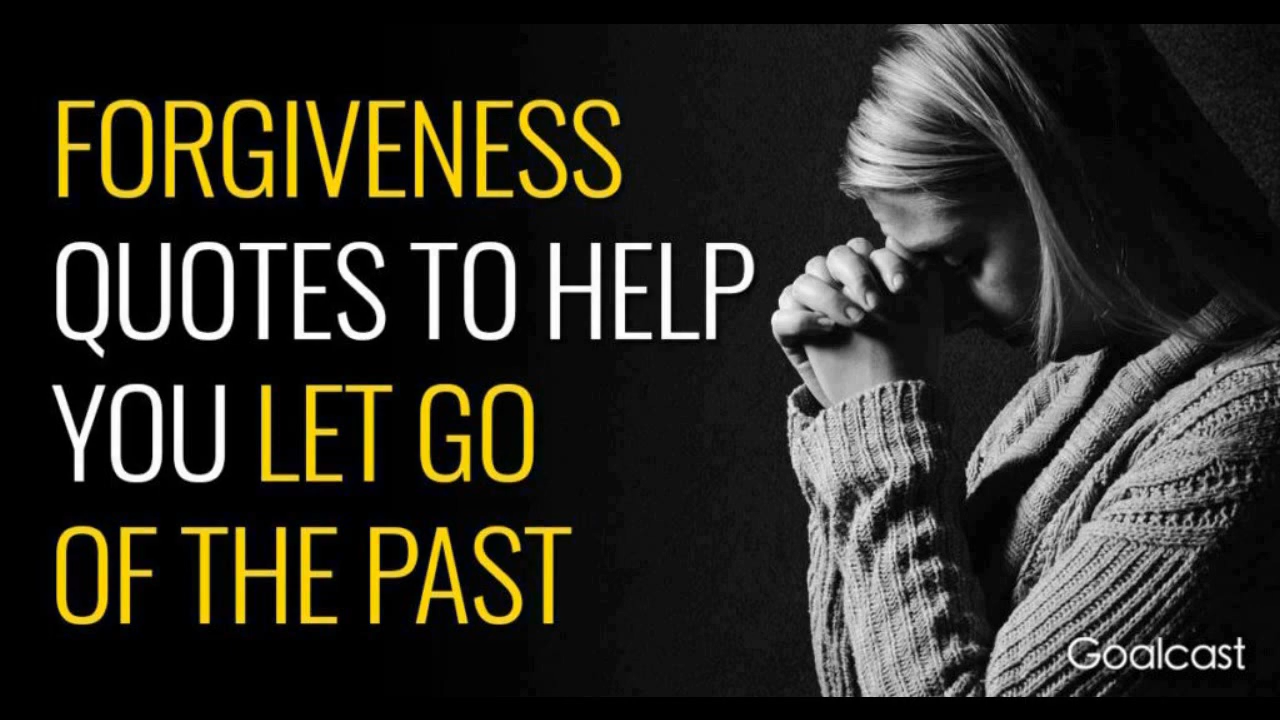 FORGIVENESS
QUOTES TO HELP
YOU LET GO
OF THE PAST
Goalcast